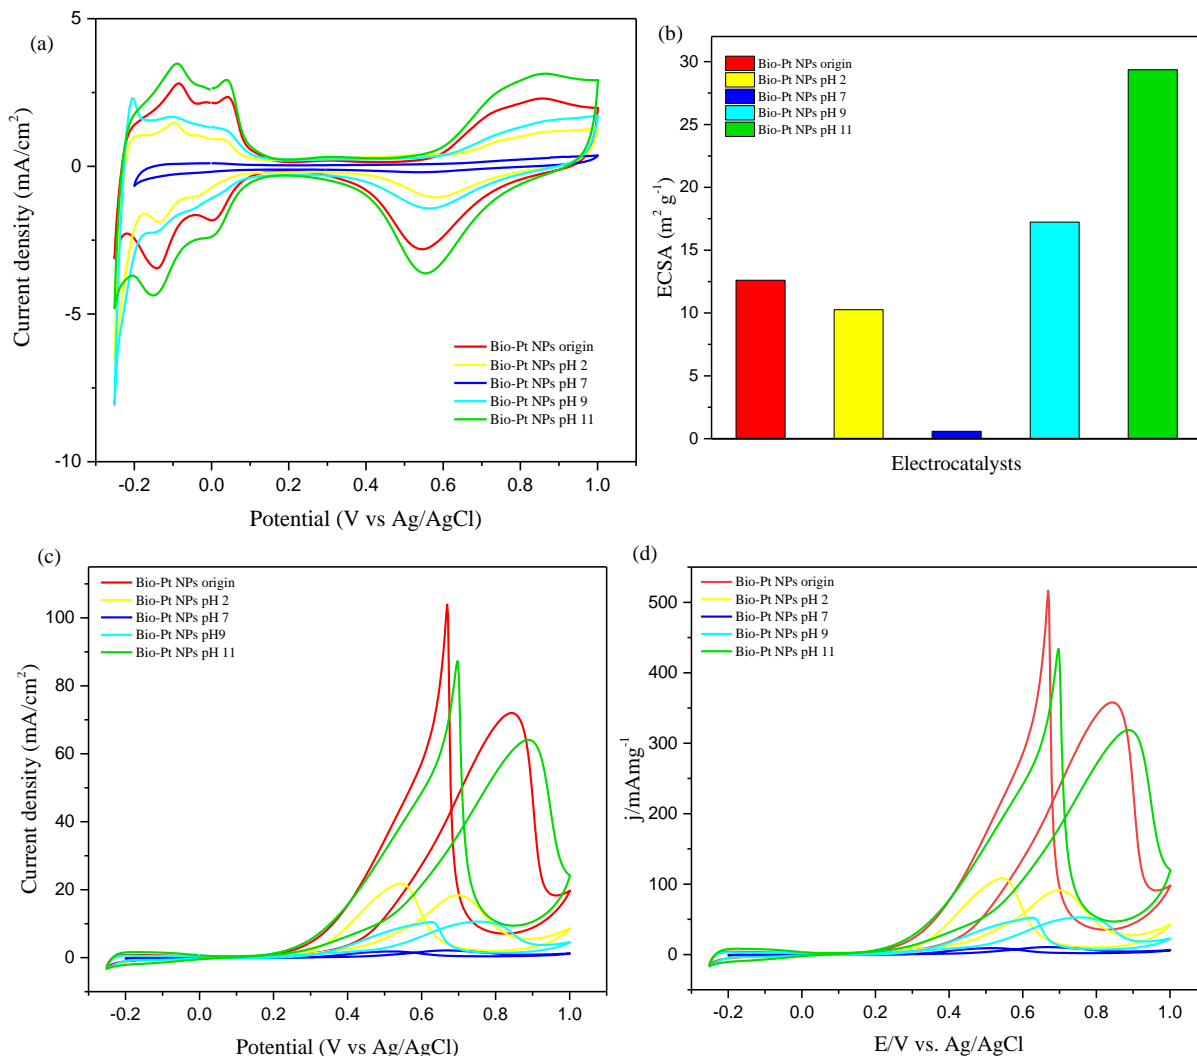 (a)
5
0
-5
-10
Current density (mA/cm²)
-0.2 0.0 0.2 0.4 0.6 0.8 1.0
Potential (V vs Ag/AgCl)
Bio-Pt NPs origin
Bio-Pt NPs pH 2
Bio-Pt NPs pH 7
Bio-Pt NPs pH 9
Bio-Pt NPs pH 11
(b)
30
25
20
15
10
5
0
ECSA (m² g⁻¹)
Electrocatalysts
Bio-Pt NPs origin
Bio-Pt NPs pH 2
Bio-Pt NPs pH 7
Bio-Pt NPs pH 9
Bio-Pt NPs pH 11
(c)
100
80
60
40
20
0
Current density (mA/cm²)
-0.2 0.0 0.2 0.4 0.6 0.8 1.0
Potential (V vs Ag/AgCl)
Bio-Pt NPs origin
Bio-Pt NPs pH 2
Bio-Pt NPs pH 7
Bio-Pt NPs pH9
Bio-Pt NPs pH 11
(d)
500
400
300
200
100
0
j/mAmg⁻¹
-0.2 0.0 0.2 0.4 0.6 0.8 1.0
E/V vs. Ag/AgCl
Bio-Pt NPs origin
Bio-Pt NPs pH 2
Bio-Pt NPs pH 7
Bio-Pt NPs pH 9
Bio-Pt NPs pH 11